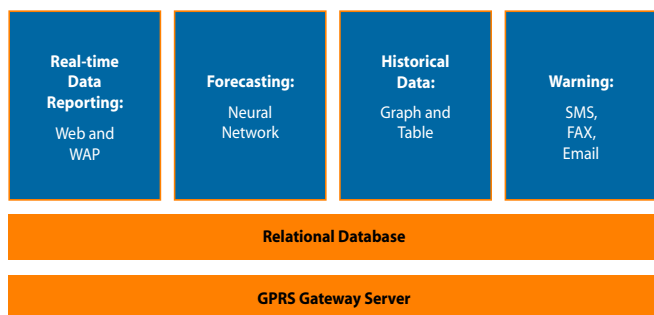 Real-time
Data
Reporting:
Web and
WAP
Forecasting:
Neural
Network
Historical
Data:
Graph and
Table
Warning:
SMS,
FAX,
Email
Relational Database
GPRS Gateway Server